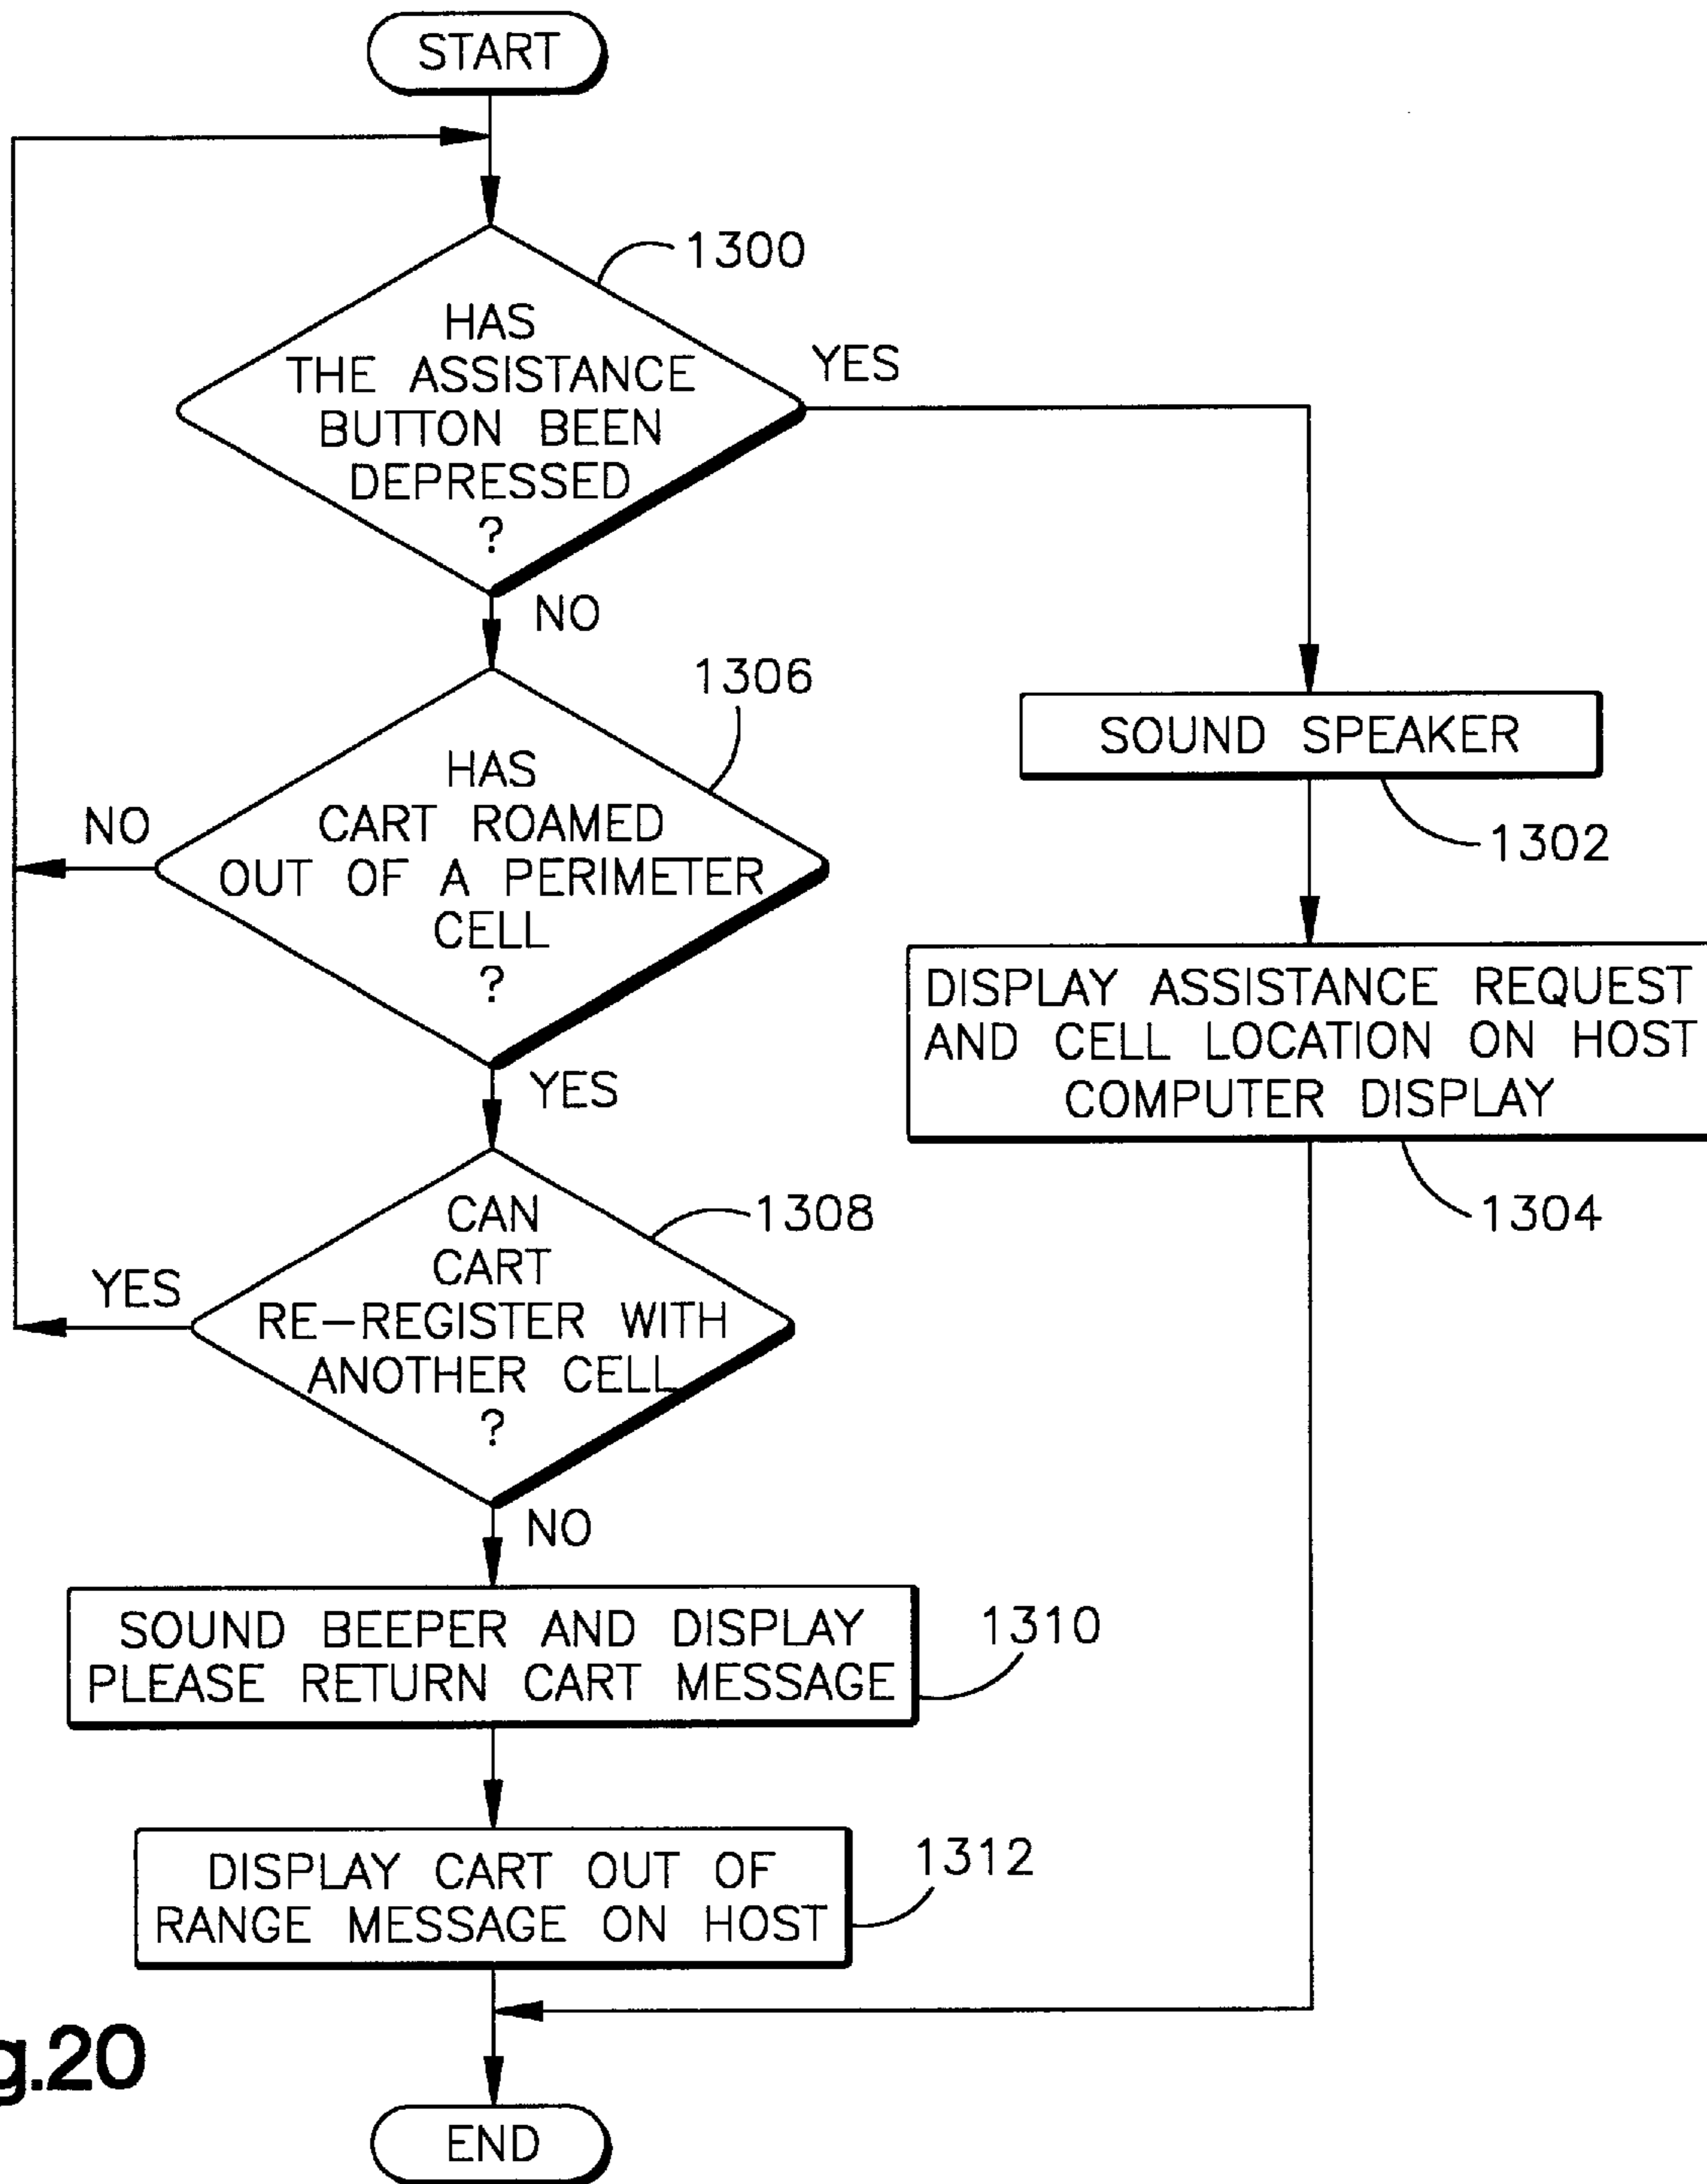 START
1300
HAS
THE ASSISTANCE
BUTTON BEEN
DEPRESSED
?
YES
NO
1306
HAS
CART ROAMED
OUT OF A PERIMETER
CELL
?
NO
YES
SOUND SPEAKER
1302
DISPLAY ASSISTANCE REQUEST
AND CELL LOCATION ON HOST
COMPUTER DISPLAY
1304
CAN
CART
RE-REGISTER WITH
ANOTHER CELL
?
1308
YES
NO
SOUND BEEPER AND DISPLAY
PLEASE RETURN CART MESSAGE
1310
DISPLAY CART OUT OF
RANGE MESSAGE ON HOST
1312
g.20
END